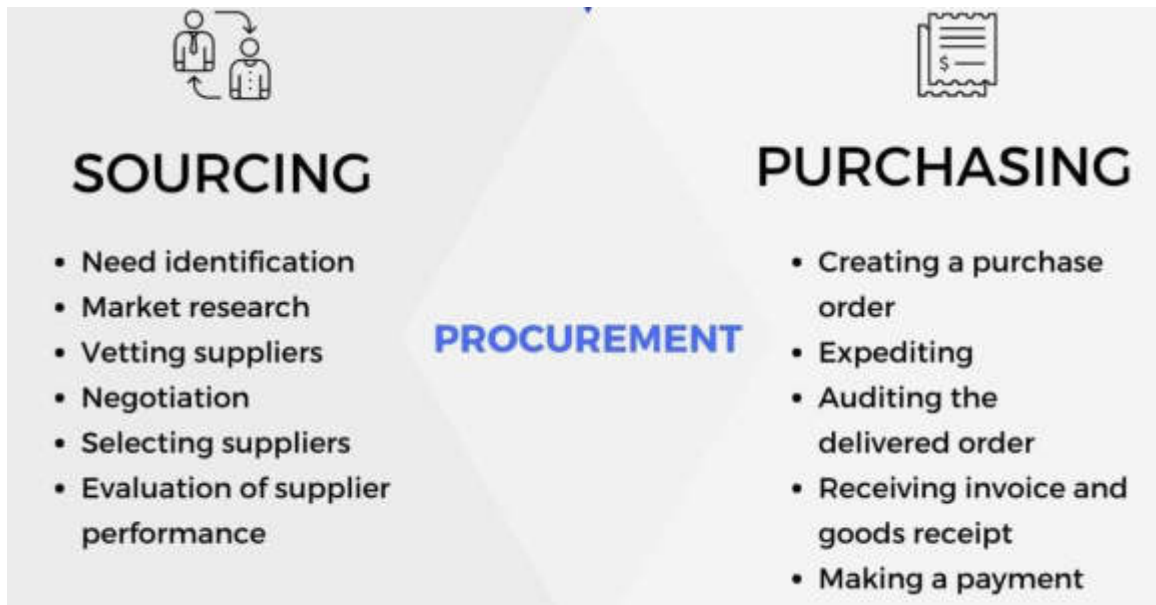 SOURCING
• Need identification
• Market research
• Vetting suppliers
• Negotiation
• Selecting suppliers
• Evaluation of supplier
performance
PROCUREMENT
$
PURCHASING
• Creating a purchase
order
• Expediting
• Auditing the
delivered order
• Receiving invoice and
goods receipt
• Making a payment